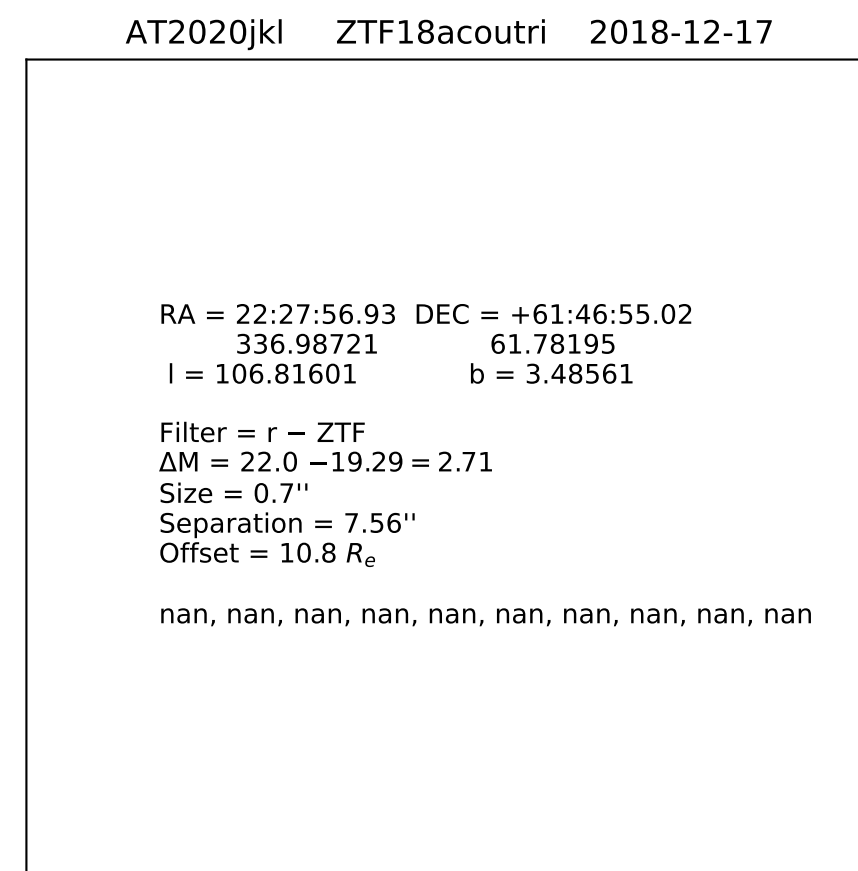 AT2020jkl ZTF18acoutri 2018-12-17
RA = 22:27:56.93 DEC = +61:46:55.02
336.98721 61.78195
l = 106.81601 b = 3.48561
Filter = r − ZTF
ΔM = 22.0 −19.29 = 2.71
Size = 0.7''
Separation = 7.56''
Offset = 10.8 Re
nan, nan, nan, nan, nan, nan, nan, nan, nan, nan